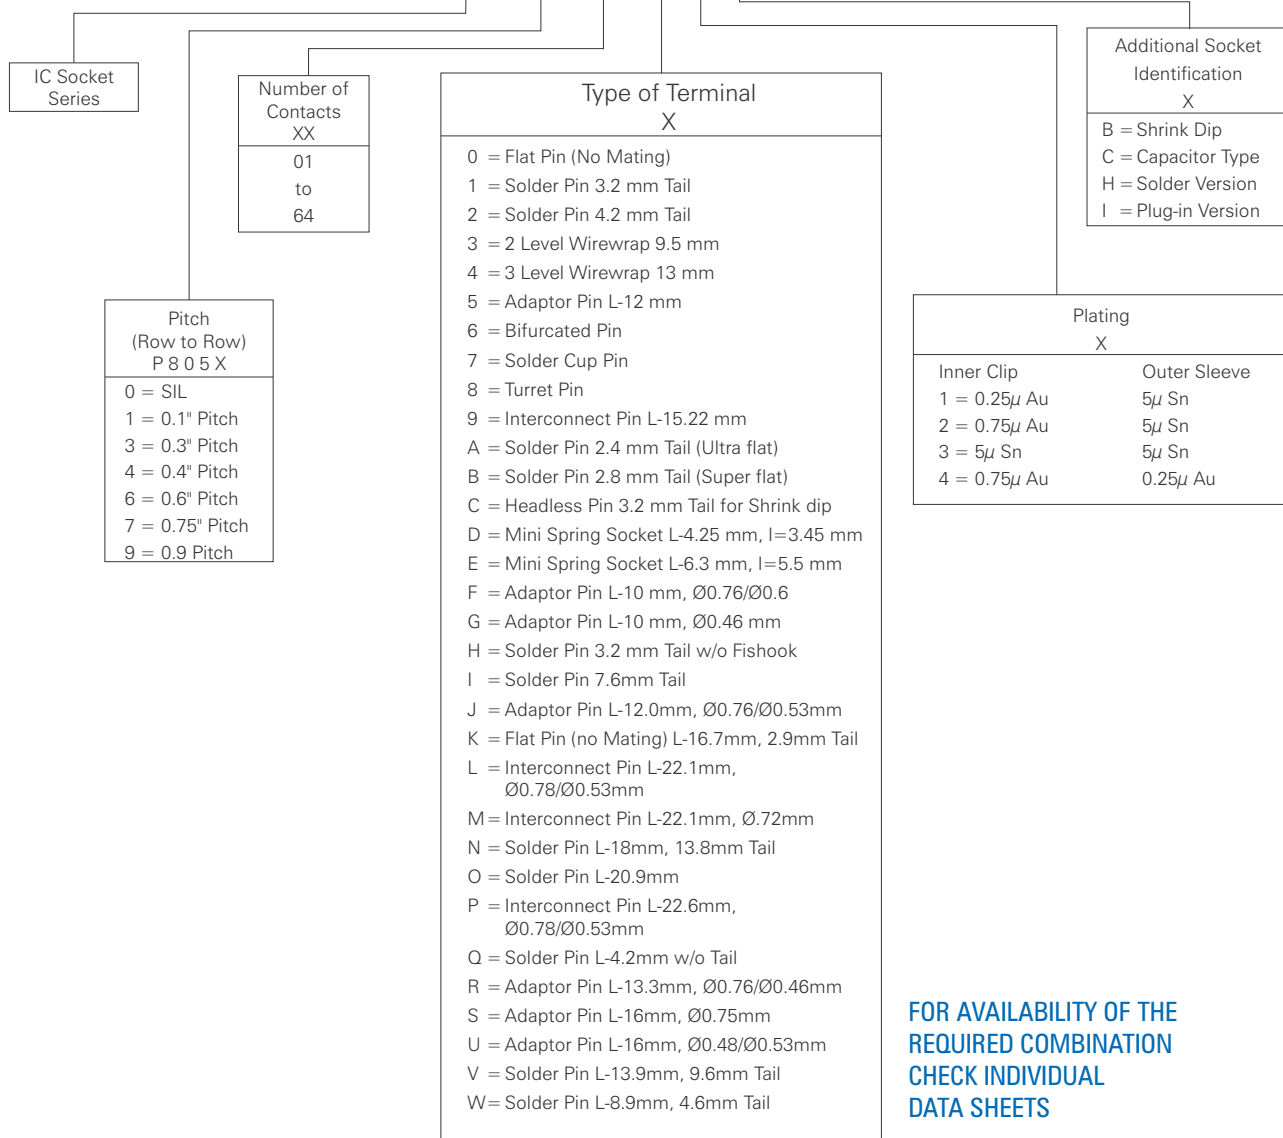 IC Socket
Series
Number of
Contacts
XX
01
to
64
Pitch
(Row to Row)
P 8 0 5 X
0 = SIL
1 = 0.1" Pitch
3 = 0.3" Pitch
4 = 0.4" Pitch
6 = 0.6" Pitch
7 = 0.75" Pitch
9 = 0.9 Pitch
Type of Terminal
X
0 = Flat Pin (No Mating)
1 = Solder Pin 3.2 mm Tail
2 = Solder Pin 4.2 mm Tail
3 = 2 Level Wirewrap 9.5 mm
4 = 3 Level Wirewrap 13 mm
5 = Adaptor Pin L-12 mm
6 = Bifurcated Pin
7 = Solder Cup Pin
8 = Turret Pin
9 = Interconnect Pin L-15.22 mm
A = Solder Pin 2.4 mm Tail (Ultra flat)
B = Solder Pin 2.8 mm Tail (Super flat)
C = Headless Pin 3.2 mm Tail for Shrink dip
D = Mini Spring Socket L-4.25 mm, l=3.45 mm
E = Mini Spring Socket L-6.3 mm, l=5.5 mm
F = Adaptor Pin L-10 mm, Ø0.76/Ø0.6
G = Adaptor Pin L-10 mm, Ø0.46 mm
H = Solder Pin 3.2 mm Tail w/o Fishook
I = Solder Pin 7.6mm Tail
J = Adaptor Pin L-12.0mm, Ø0.76/Ø0.53mm
K = Flat Pin (no Mating) L-16.7mm, 2.9mm Tail
L = Interconnect Pin L-22.1mm,
Ø0.78/Ø0.53mm
M = Interconnect Pin L-22.1mm, Ø.72mm
N = Solder Pin L-18mm, 13.8mm Tail
O = Solder Pin L-20.9mm
P = Interconnect Pin L-22.6mm,
Ø0.78/Ø0.53mm
Q = Solder Pin L-4.2mm w/o Tail
R = Adaptor Pin L-13.3mm, Ø0.76/Ø0.46mm
S = Adaptor Pin L-16mm, Ø0.75mm
U = Adaptor Pin L-16mm, Ø0.48/Ø0.53mm
V = Solder Pin L-13.9mm, 9.6mm Tail
W = Solder Pin L-8.9mm, 4.6mm Tail
Additional Socket
Identification
X
B = Shrink Dip
C = Capacitor Type
H = Solder Version
I = Plug-in Version
Plating
X
Inner Clip Outer Sleeve
1 = 0.25µ Au 5µ Sn
2 = 0.75µ Au 5µ Sn
3 = 5µ Sn 5µ Sn
4 = 0.75µ Au 0.25µ Au
FOR AVAILABILITY OF THE
REQUIRED COMBINATION
CHECK INDIVIDUAL
DATA SHEETS